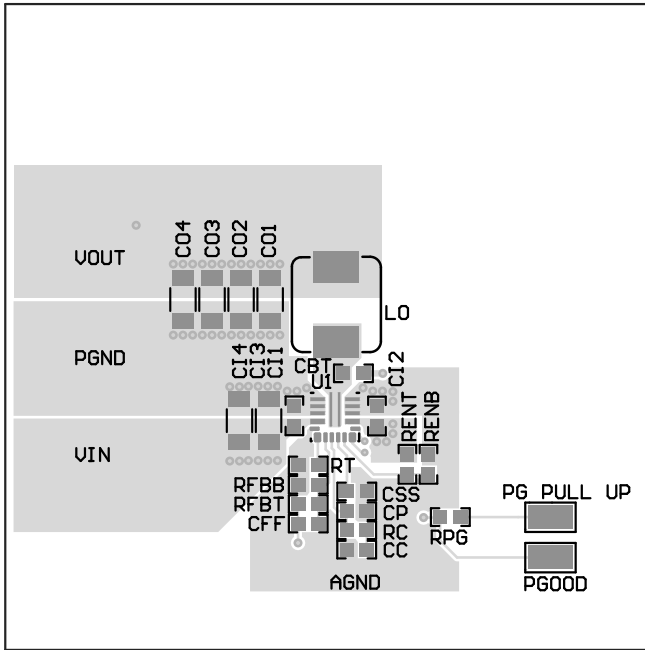 CO4
CO3
CO2
CO1
VOUT
LO
PGND
CI4
CI3
CI1
CBT
CI2
U1
RENT
RENB
VIN
RT
RFBB
CSS
PG PULL UP
RFBT
CP
CFF
RC
RPG
CC
AGND
PGOOD